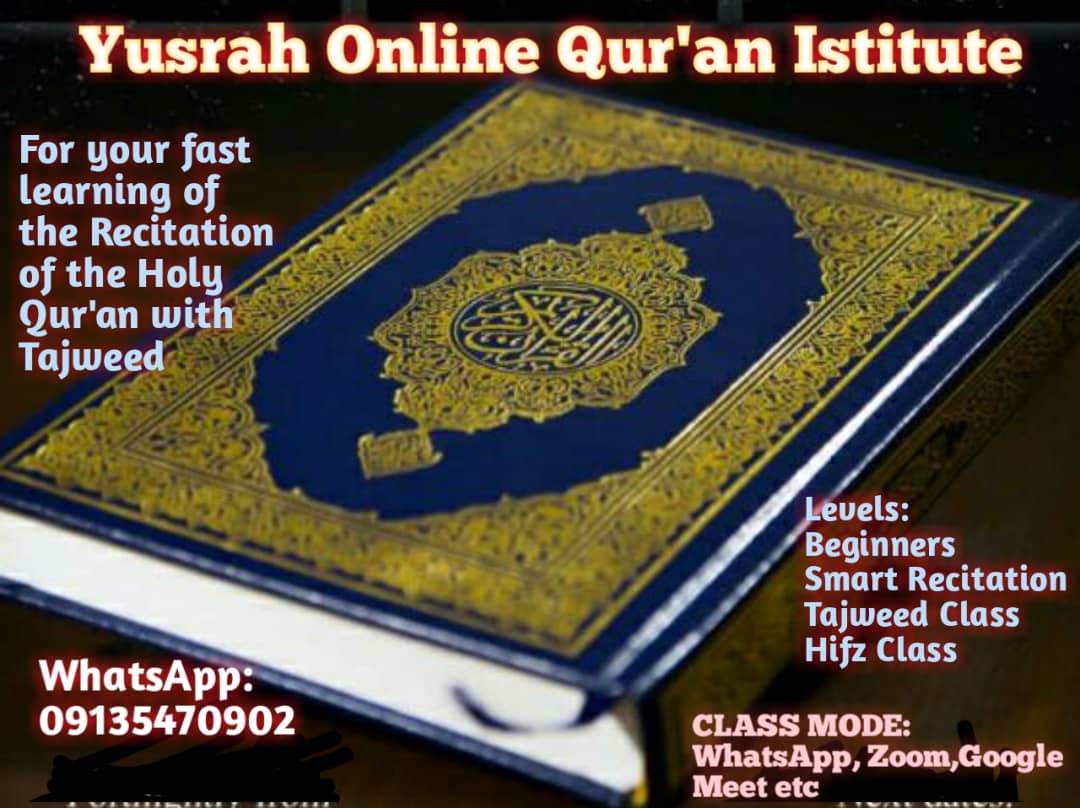 Yusrah Online Qur'an Istitute
For your fast
learning of
the Recitation
of the Holy
Qur'an with
Tajweed
Levels:
Beginners
Smart Recitation
Tajweed Class
Hifz Class
WhatsApp:
09135470902
CLASS MODE:
WhatsApp, Zoom,Google
Meet etc